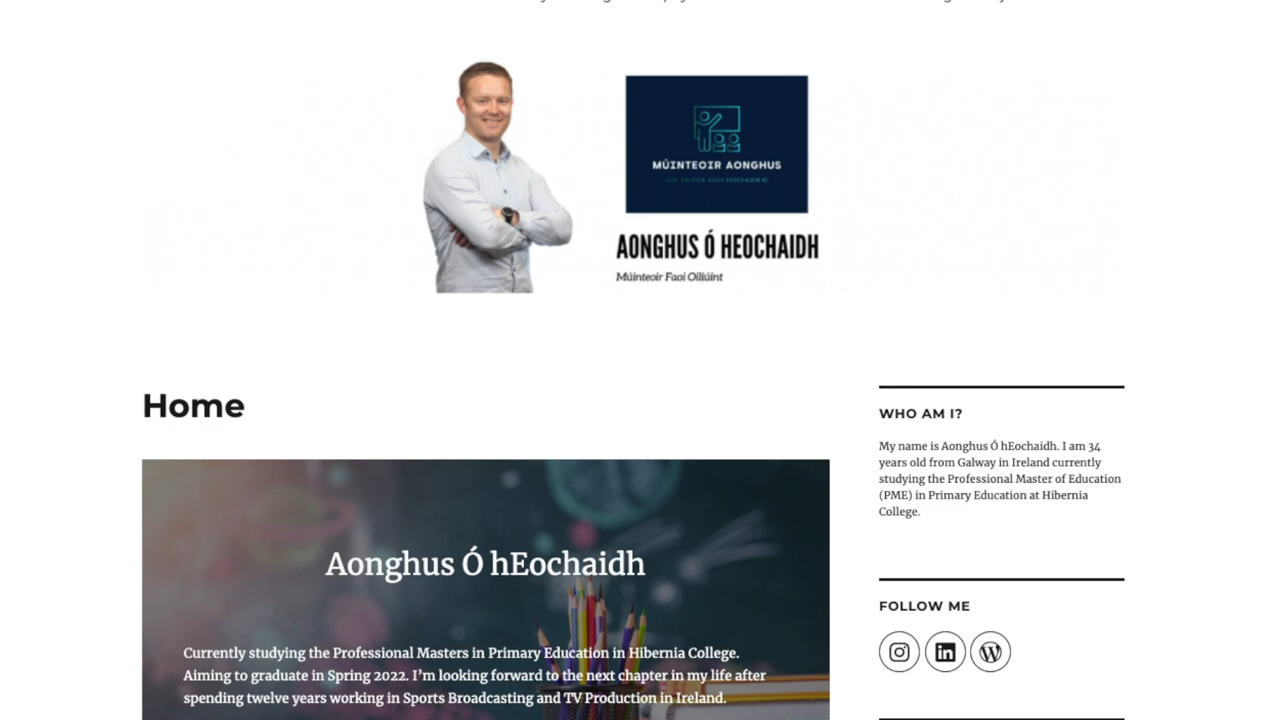 MÚINTEOIR AONGHUS
AONGHUS Ó HEOCHAIDH
Múinteoir Faoi Oiliúint
Home
Aonghus Ó hEochaidh
Currently studying the Professional Masters in Primary Education in Hibernia College.
Aiming to graduate in Spring 2022. I’m looking forward to the next chapter in my life after
spending twelve years working in Sports Broadcasting and TV Production in Ireland.
WHO AM I?
My name is Aonghus Ó hEochaidh. I am 34
years old from Galway in Ireland currently
studying the Professional Master of Education
(PME) in Primary Education at Hibernia
College.
FOLLOW ME